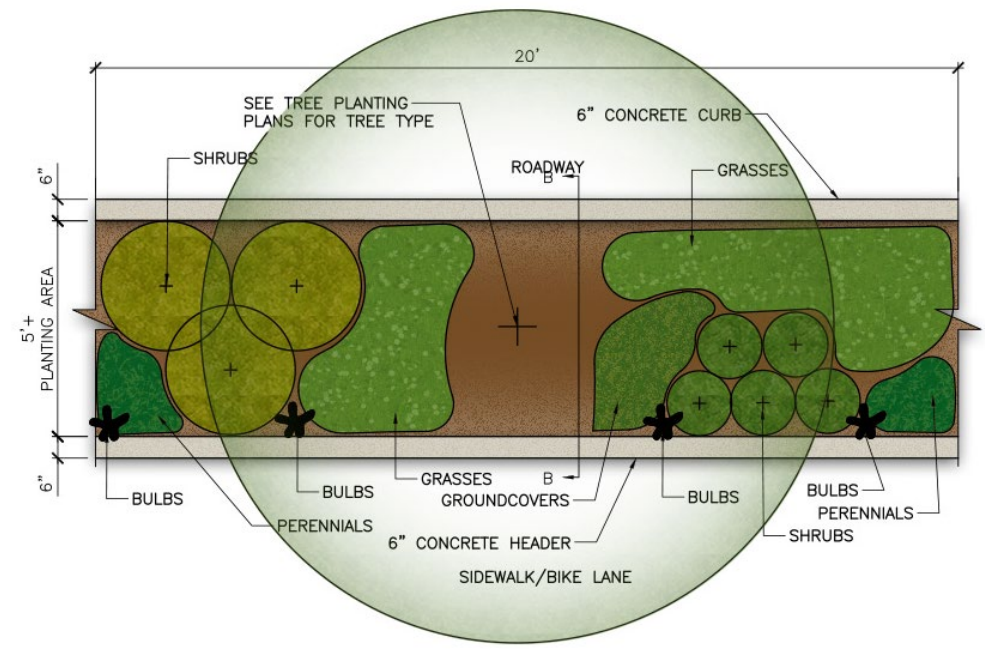 20'
SEE TREE PLANTING
PLANS FOR TREE TYPE
6" CONCRETE CURB
SHRUBS
ROADWAY
B
GRASSES
6"
5'+
PLANTING AREA
6"
B
GRASSES
BULBS
BULBS
GROUNDCOVERS
BULBS
BULBS
PERENNIALS
PERENNIALS
6" CONCRETE HEADER
SHRUBS
SIDEWALK/BIKE LANE